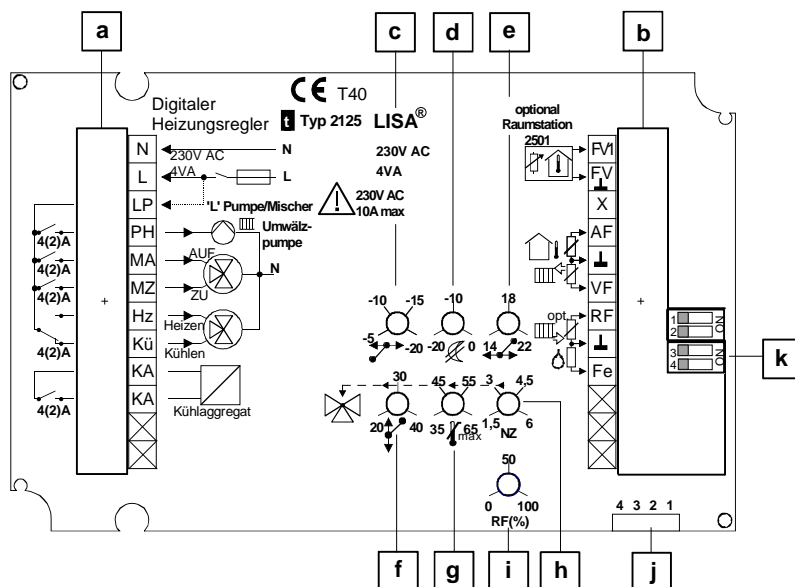 a
c
d
e
b
CE T40
Digitaler
Heizungsregler
t Typ 2125 LISA®
optional
Raumstation
2501
230V AC
4VA
230V AC
4VA
230V AC
10A max
'L' Pumpe/Mischer
Umwälz-
pumpe
N
L
LP
PH
MA
MZ
Hz
Kü
KA
KA
N
L
N
AUF
ZU
Heizen
Kühlen
Kühlaggregat
4(2)A
4(2)A
4(2)A
4(2)A
4(2)A
+
FV1
FV
X
AF
VF
RF
Fe
opt.
+
1
2
3
4
NO
NO
k
-10 -15
-5 -20
-10
-20 0
18
14 22
30
20 40
45 55
35 65
max
3 4,5
1,5 6
NZ
50
0 100
RF(%)
4 3 2 1
f
g
i
h
j